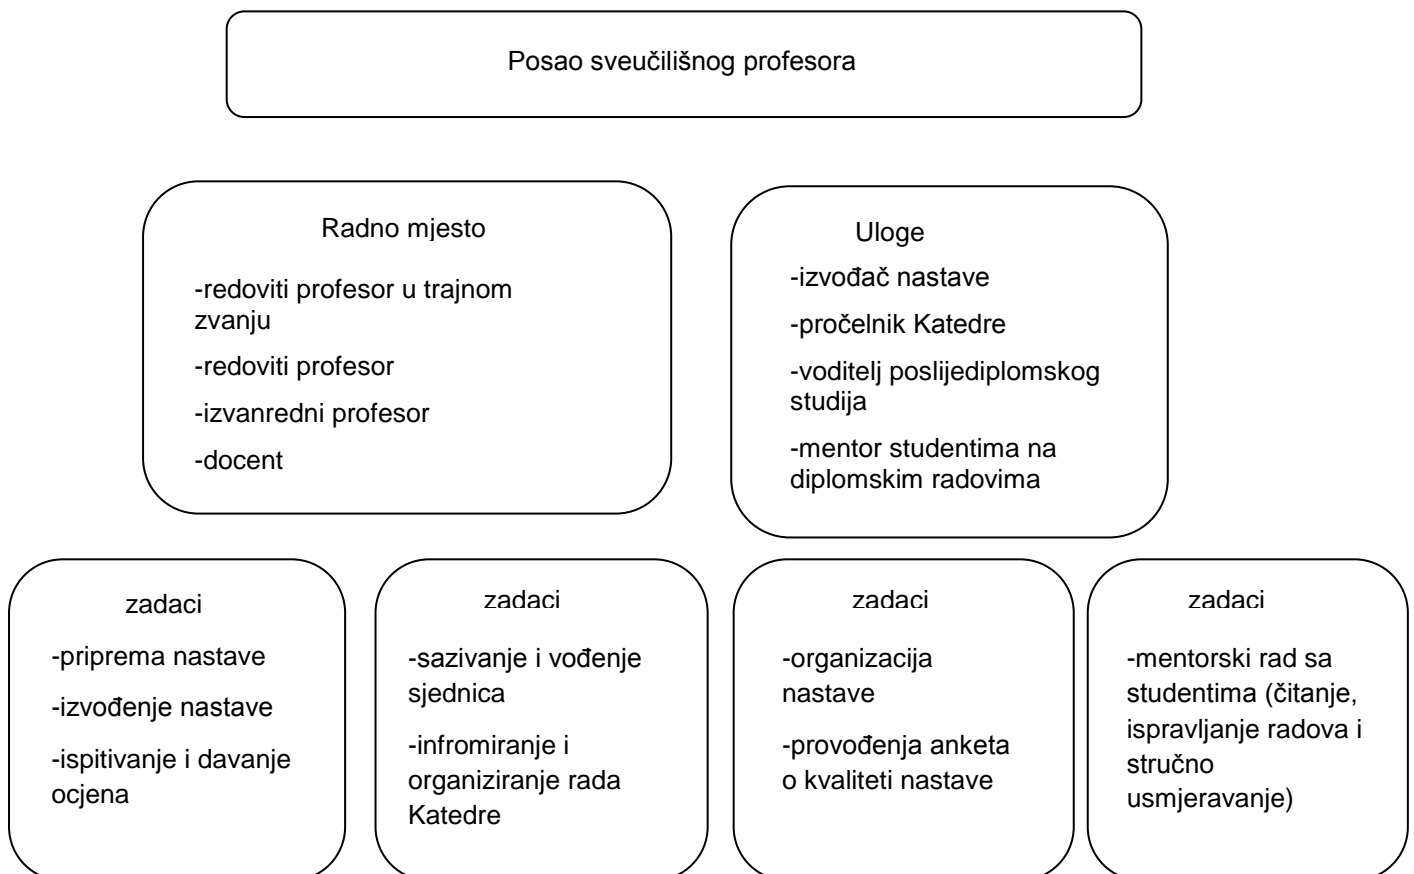 Posao sveučilišnog profesora
Radno mjesto
-redoviti profesor u trajnom
zvanju
-redoviti profesor
-izvanredni profesor
-docent
Uloge
-izvođač nastave
-pročelnik Katedre
-voditelj poslijediplomskog
studija
-mentor studentima na
diplomskim radovima
zadaci
-priprema nastave
-izvođenje nastave
-ispitivanje i davanje
ocjena
zadaci
-sazivanje i vođenje
sjednica
-infromiranje i
organiziranje rada
Katedre
zadaci
-organizacija
nastave
-provođenja anketa
o kvaliteti nastave
zadaci
-mentorski rad sa
studentima (čitanje,
ispravljanje radova i
stručno
usmjeravanje)